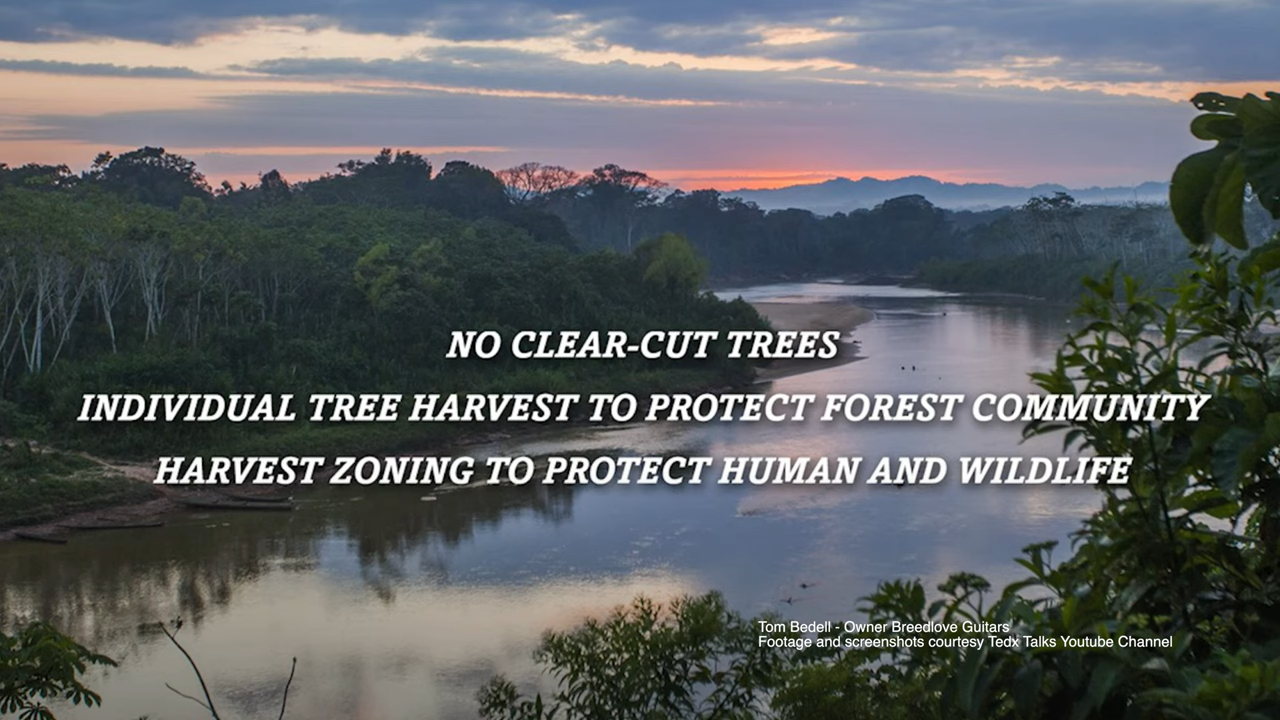 NO CLEAR-CUT TREES
INDIVIDUAL TREE HARVEST TO PROTECT FOREST COMMUNITY
HARVEST ZONING TO PROTECT HUMAN AND WILDLIFE
Tom Bedell - Owner Breedlove Guitars
Footage and screenshots courtesy Tedx Talks Youtube Channel